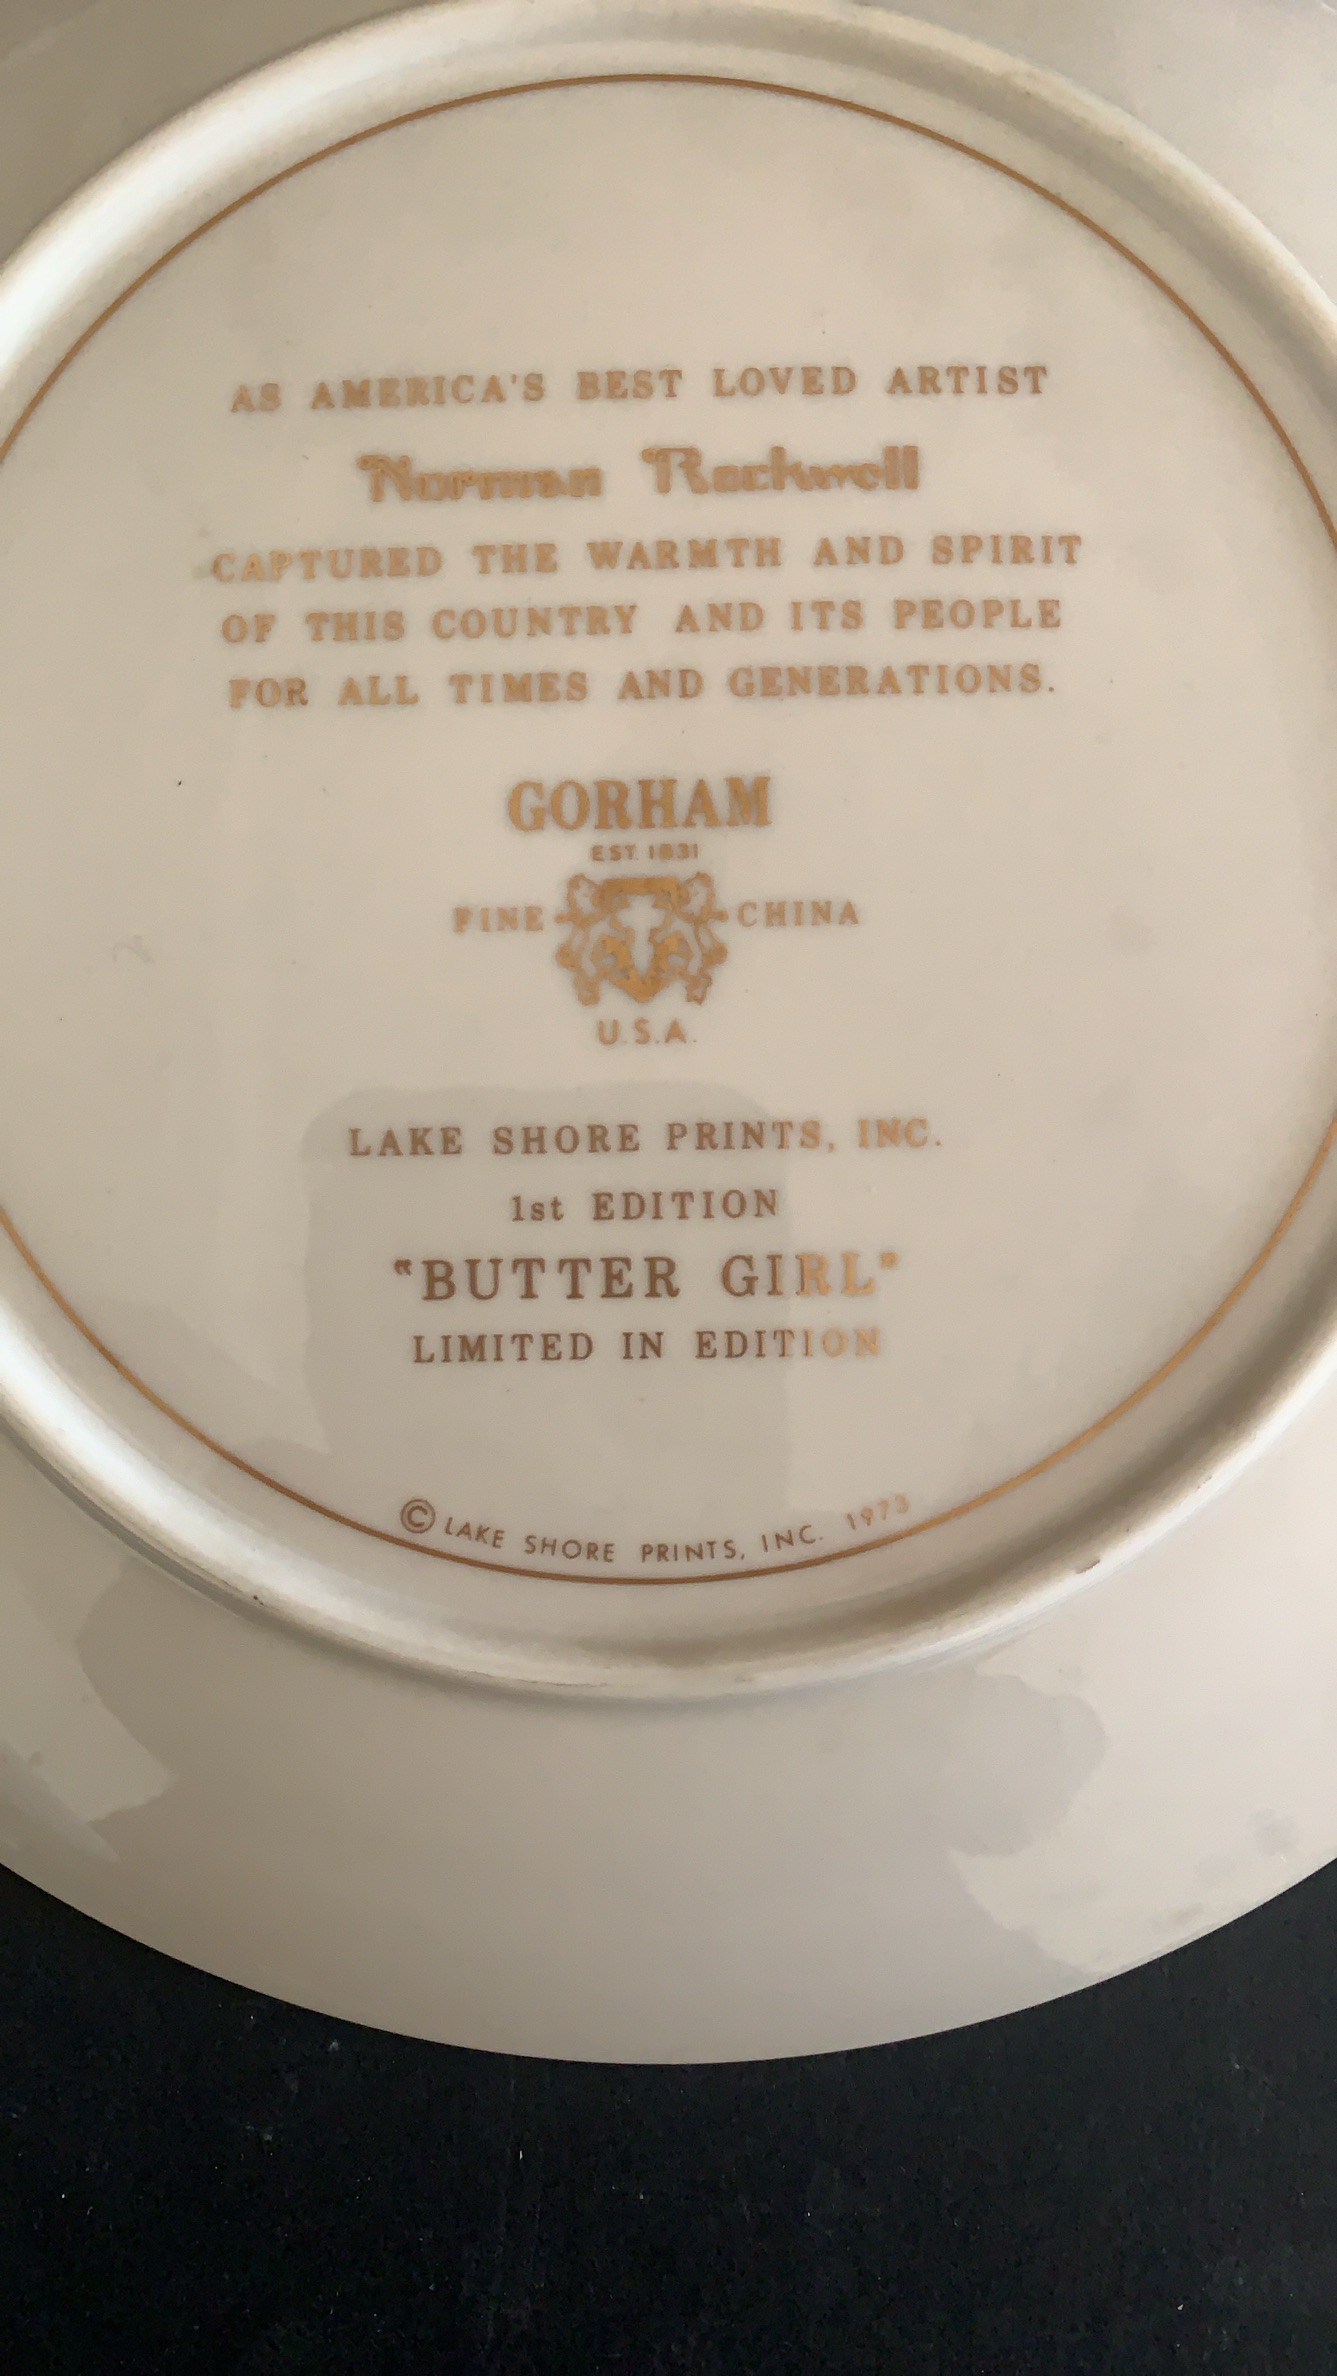 AS AMERICA'S BEST LOVED ARTIST
Norman Rockwell
CAPTURED THE WARMTH AND SPIRIT
OF THIS COUNTRY AND ITS PEOPLE
FOR ALL TIMES AND GENERATIONS.
GORHAM
EST. 1831
FINE CHINA
U.S.A.
LAKE SHORE PRINTS, INC.
1st EDITION
"BUTTER GIRL"
LIMITED IN EDITION
© LAKE SHORE PRINTS, INC. 1973